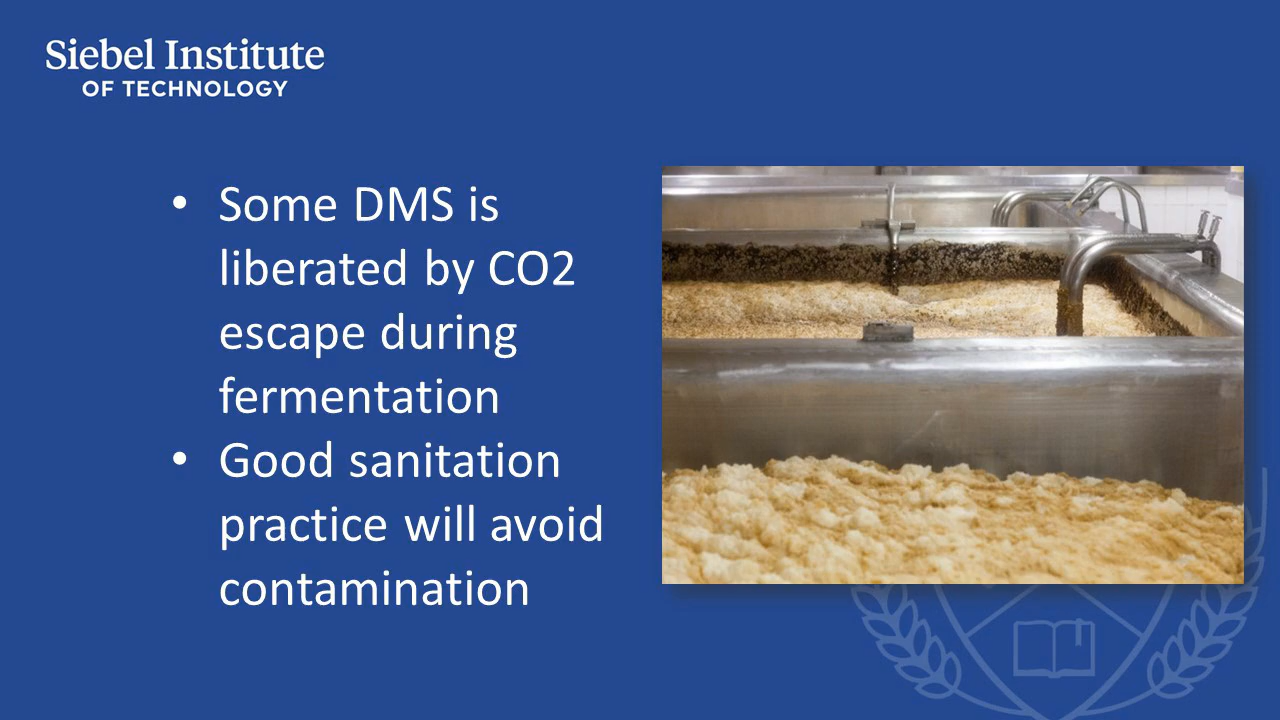 Siebel Institute
OF TECHNOLOGY
• Some DMS is
liberated by CO2
escape during
fermentation
• Good sanitation
practice will avoid
contamination